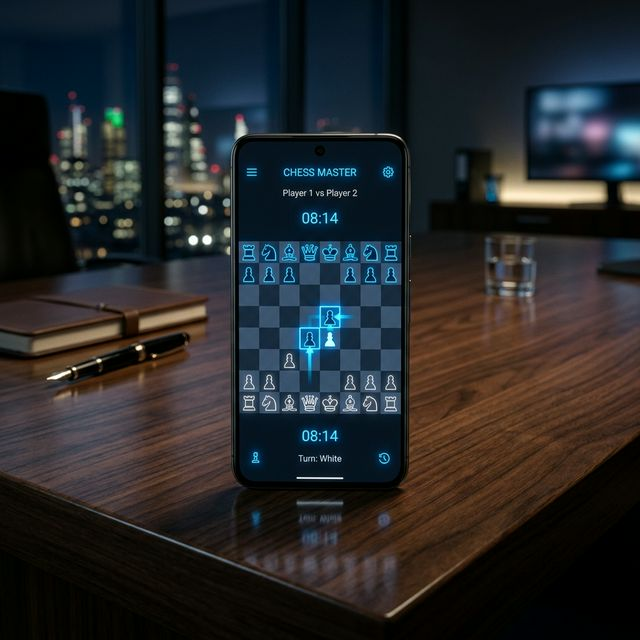 CHESS MASTER
Player 1 vs Player 2
08:14
08:14
Turn: White